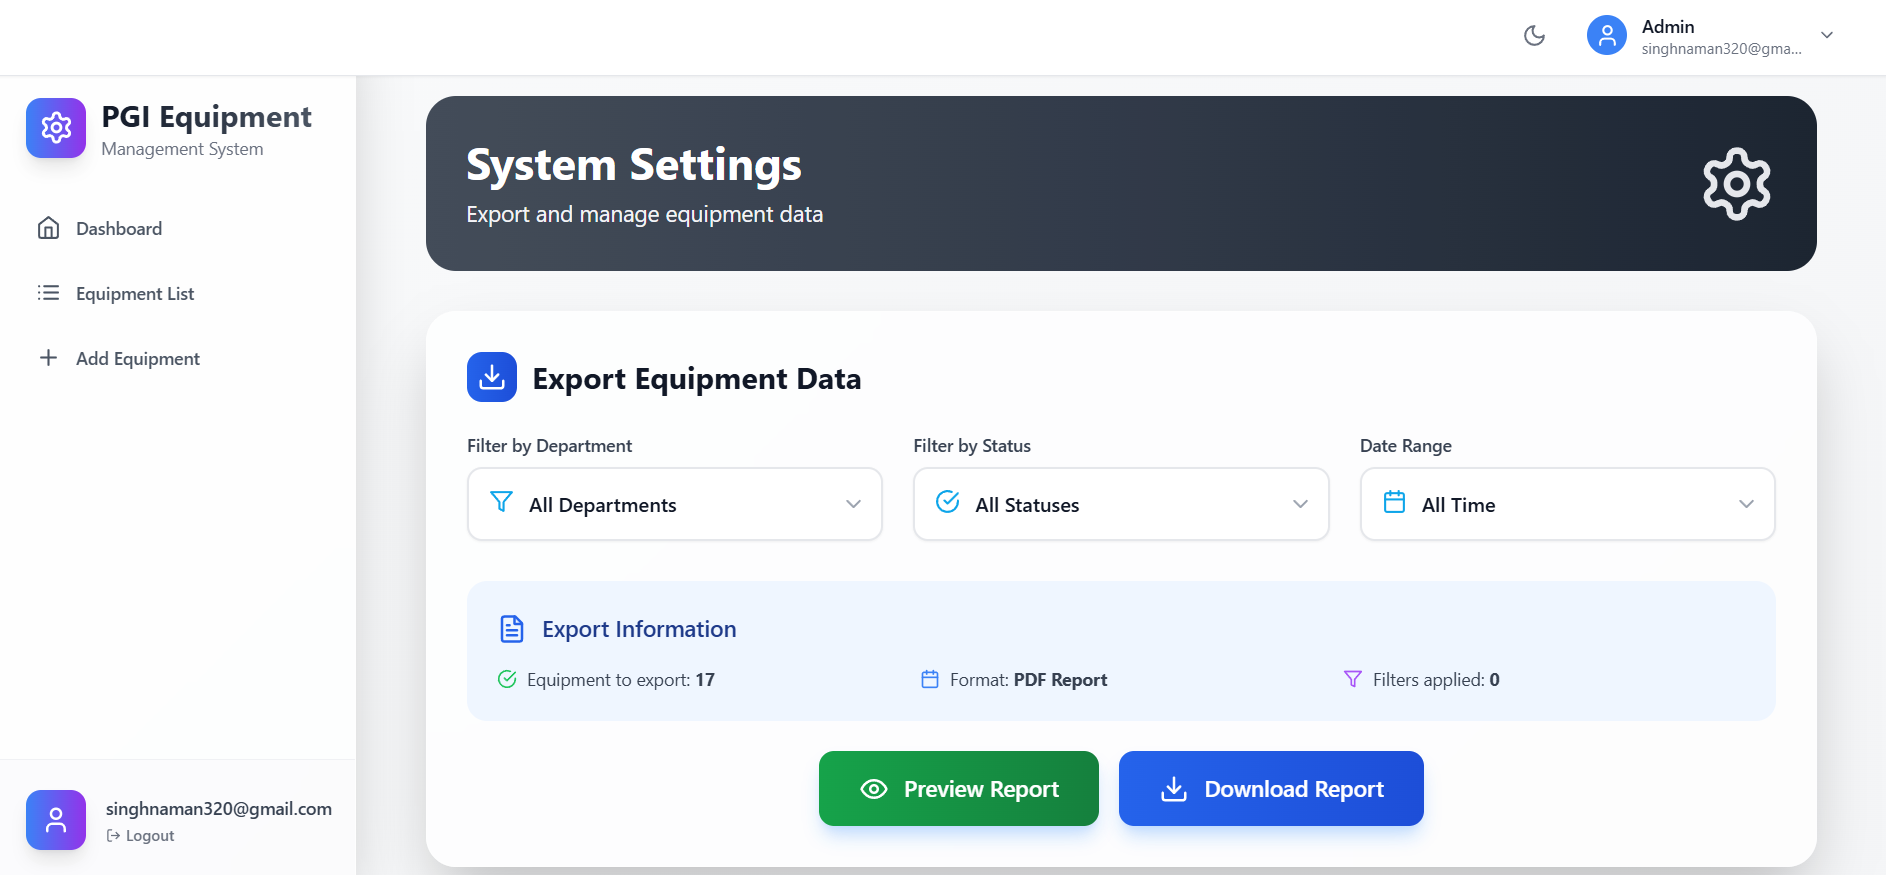 Admin
singhnaman320@gma...
PGI Equipment
Management System
Dashboard
Equipment List
Add Equipment
singhnaman320@gmail.com
Logout
System Settings
Export and manage equipment data
Export Equipment Data
Filter by Department
Filter by Status
Date Range
All Departments
All Statuses
All Time
Export Information
Equipment to export: 17
Format: PDF Report
Filters applied: 0
Preview Report
Download Report